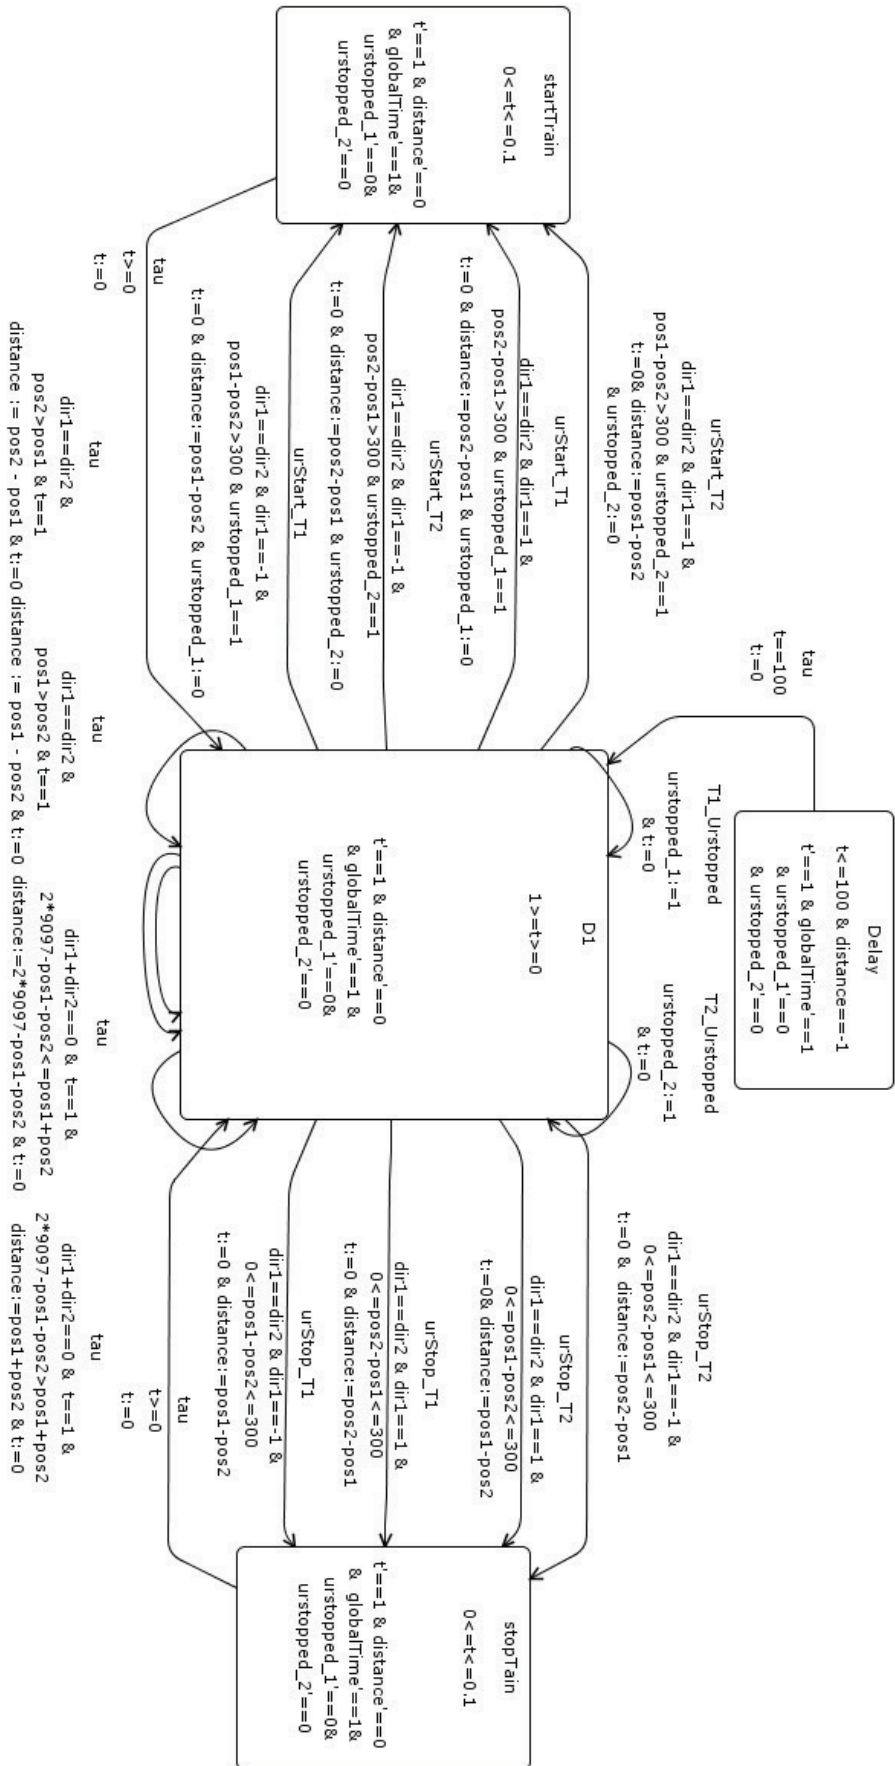 Delay
t<=100 & distance==-1
t'==1 & globalTime'==1
& urstopped_1'==0
& urstopped_2'==0
tau
t==100
t:=0
T1_Urstopped
urstopped_1:=1
& t:=0
T2_Urstopped
urstopped_2:=1
& t:=0
urStart_T2
dir1==dir2 & dir1==1 &
pos1-pos2>300 & urstopped_2==1
t:=0& distance:=pos1-pos2
& urstopped_2:=0
urStop_T2
dir1==dir2 & dir1==-1 &
0<=pos2-pos1<=300
t:=0 & distance:=pos2-pos1
startTrain
0<=t<=0.1
t'==1 & distance'==0
& globalTime'==1&
urstopped_1'==0&
urstopped_2'==0
urStart_T1
dir1==dir2 & dir1==1 &
pos2-pos1>300 & urstopped_1==1
t:=0 & distance:=pos2-pos1 & urstopped_1:=0
urStart_T2
dir1==dir2 & dir1==-1 &
pos2-pos1>300 & urstopped_2==1
t:=0 & distance:=pos2-pos1 & urstopped_2:=0
urStart_T1
dir1==dir2 & dir1==-1 &
pos1-pos2>300 & urstopped_1==1
t:=0 & distance:=pos1-pos2 & urstopped_1:=0
tau
t>=0
t:=0
D1
1>=t>=0
t'==1 & distance'==0
& globalTime'==1 &
urstopped_1'==0&
urstopped_2'==0
urStop_T2
dir1==dir2 & dir1==1 &
0<=pos1-pos2<=300
t:=0& distance:=pos1-pos2
urStop_T1
dir1==dir2 & dir1==1 &
0<=pos2-pos1<=300
t:=0 & distance:=pos2-pos1
urStop_T1
dir1==dir2 & dir1==-1 &
0<=pos1-pos2<=300
t:=0 & distance:=pos1-pos2
tau
t>=0
t:=0
stopTain
0<=t<=0.1
t'==1 & distance'==0
& globalTime'==1&
urstopped_1'==0&
urstopped_2'==0
tau
dir1==dir2 &
pos2>pos1 & t==1
distance := pos2 - pos1 & t:=0
tau
dir1==dir2 &
pos1>pos2 & t==1
distance := pos1 - pos2 & t:=0
tau
dir1+dir2==0 & t==1 &
2*9097-pos1-pos2<=pos1+pos2
distance:=2*9097-pos1-pos2 & t:=0
tau
dir1+dir2==0 & t==1 &
2*9097-pos1-pos2>pos1+pos2
distance:=pos1+pos2 & t:=0